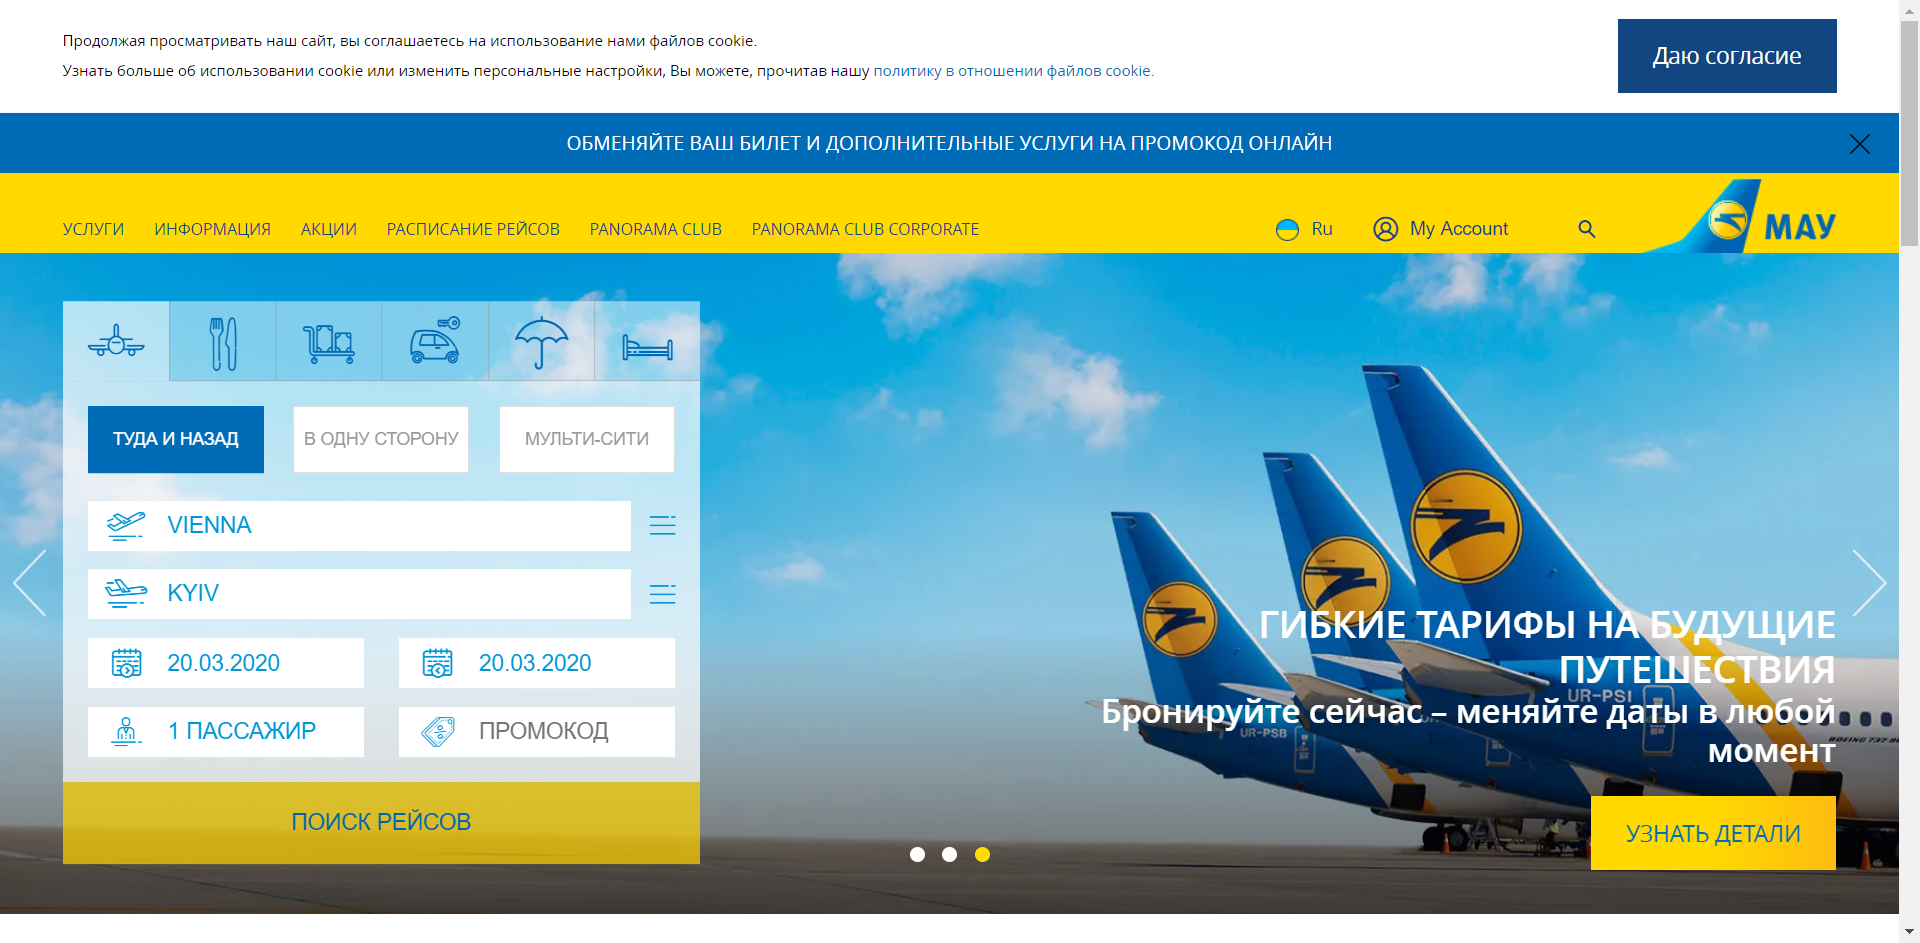 Продолжая просматривать наш сайт, вы соглашаетесь на использование нами файлов cookie.
Узнать больше об использовании cookie или изменить персональные настройки, Вы можете, прочитав нашу политику в отношении файлов cookie.
Даю согласие
ОБМЕНЯЙТЕ ВАШ БИЛЕТ И ДОПОЛНИТЕЛЬНЫЕ УСЛУГИ НА ПРОМОКОД ОНЛАЙН
УСЛУГИ ИНФОРМАЦИЯ АКЦИИ РАСПИСАНИЕ РЕЙСОВ PANORAMA CLUB PANORAMA CLUB CORPORATE Ru My Account МАУ
ТУДА И НАЗАД В ОДНУ СТОРОНУ МУЛЬТИ-СИТИ
VIENNA
KYIV
20.03.2020 20.03.2020
1 ПАССАЖИР ПРОМОКОД
ПОИСК РЕЙСОВ
ГИБКИЕ ТАРИФЫ НА БУДУЩИЕ
ПУТЕШЕСТВИЯ
UR-PSI
Бронируйте сейчас – меняйте даты в любой
UR-PSB
момент
УЗНАТЬ ДЕТАЛИ